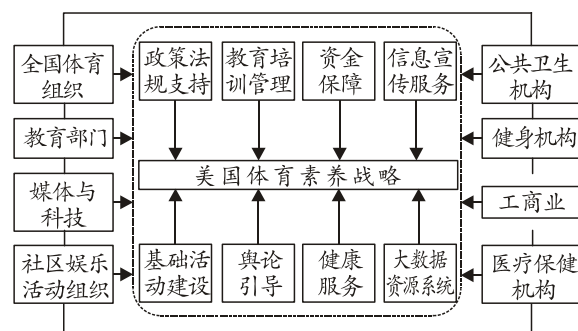 全国体育
组织
教育部门
媒体与
科技
社区娱乐
活动组织
政策法
规支持
教育培
训管理
资金
保障
信息宣
传服务
美国体育素养战略
基础活
动建设
舆论
引导
健康
服务
大数据
资源系统
公共卫生
机构
健身机构
工商业
医疗保健
机构